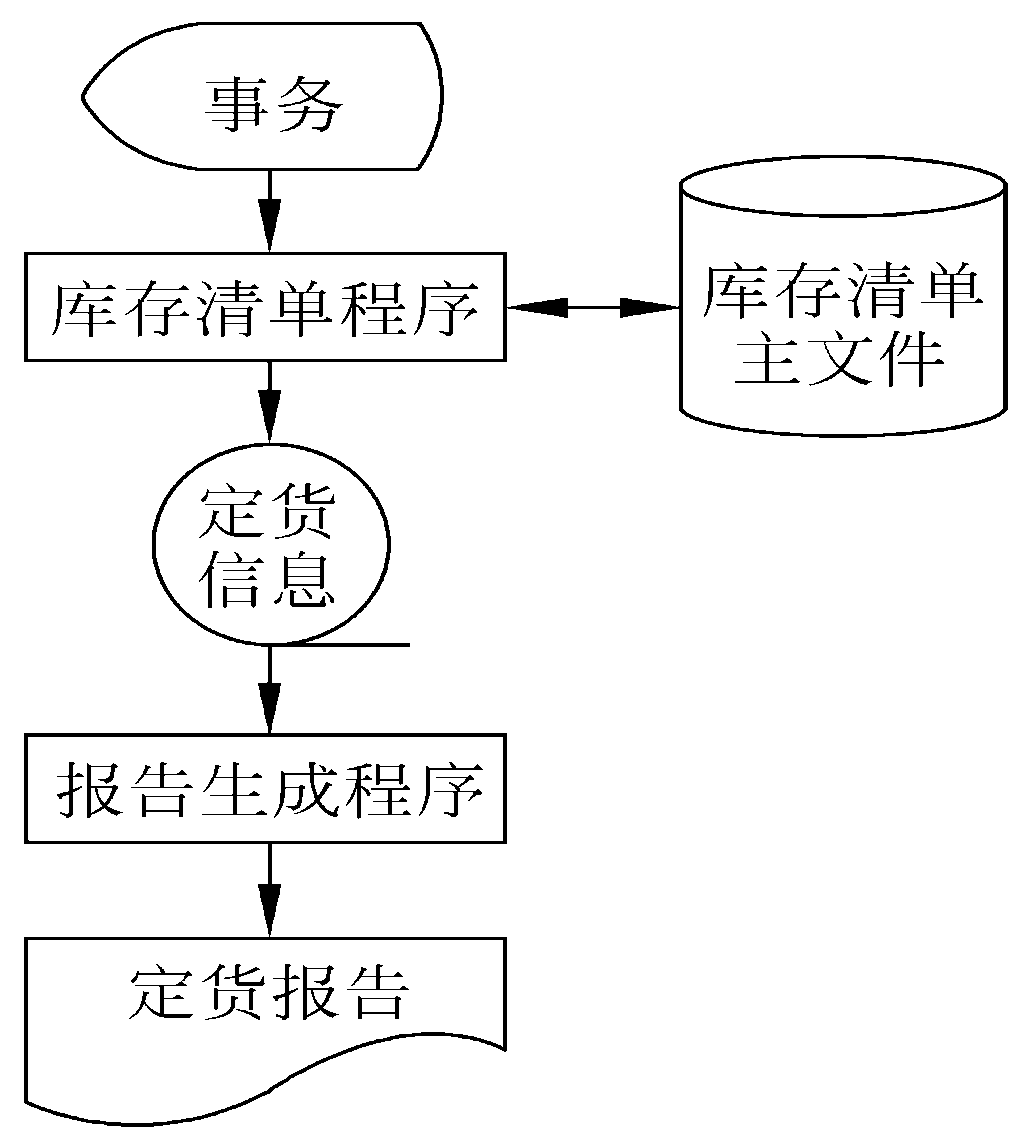 事务
库存清单程序
库存清单
主文件
定货
信息
报告生成程序
定货报告